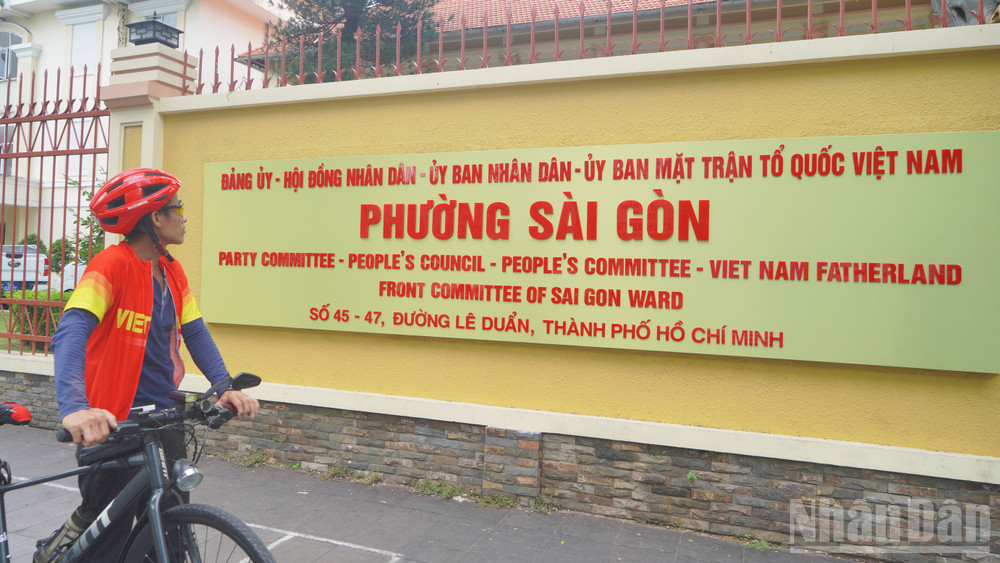 ĐẢNG ỦY - HỘI ĐỒNG NHÂN DÂN - ỦY BAN NHÂN DÂN - ỦY BAN MẶT TRẬN TỔ QUỐC VIỆT NAM
PHƯỜNG SÀI GÒN
PARTY COMMITTEE - PEOPLE'S COUNCIL - PEOPLE'S COMMITTEE - VIET NAM FATHERLAND
FRONT COMMITTEE OF SAI GON WARD
SỐ 45 - 47, ĐƯỜNG LÊ DUẨN, THÀNH PHỐ HỒ CHÍ MINH
VIET
NhanDân